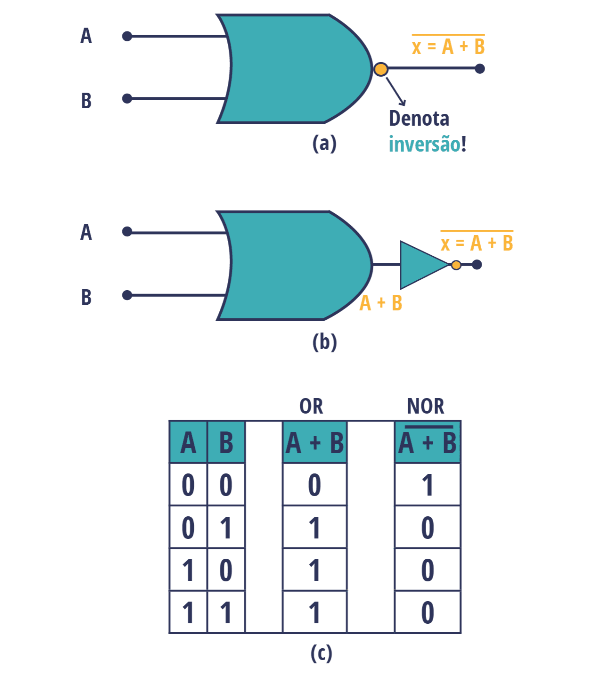 A
x = A + B
B
Denota
inversão!
(a)
A
x = A + B
B
A + B
(b)
OR NOR
A B A + B A + B
0 0 0 1
0 1 1 0
1 0 1 0
1 1 1 0
(c)